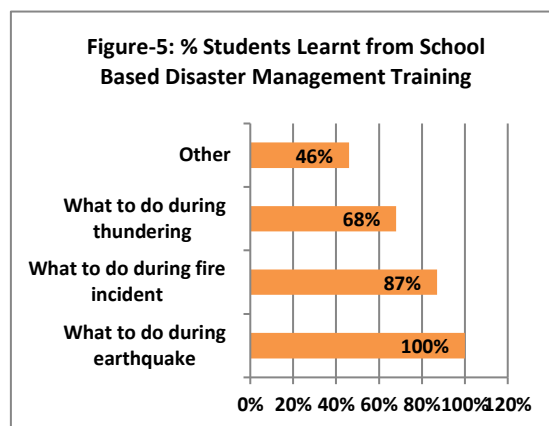 Figure-5: % Students Learnt from School
Based Disaster Management Training
Other
46%
What to do during
thundering
68%
What to do during fire
incident
87%
What to do during
earthquake
100%
0% 20% 40% 60% 80% 100% 120%